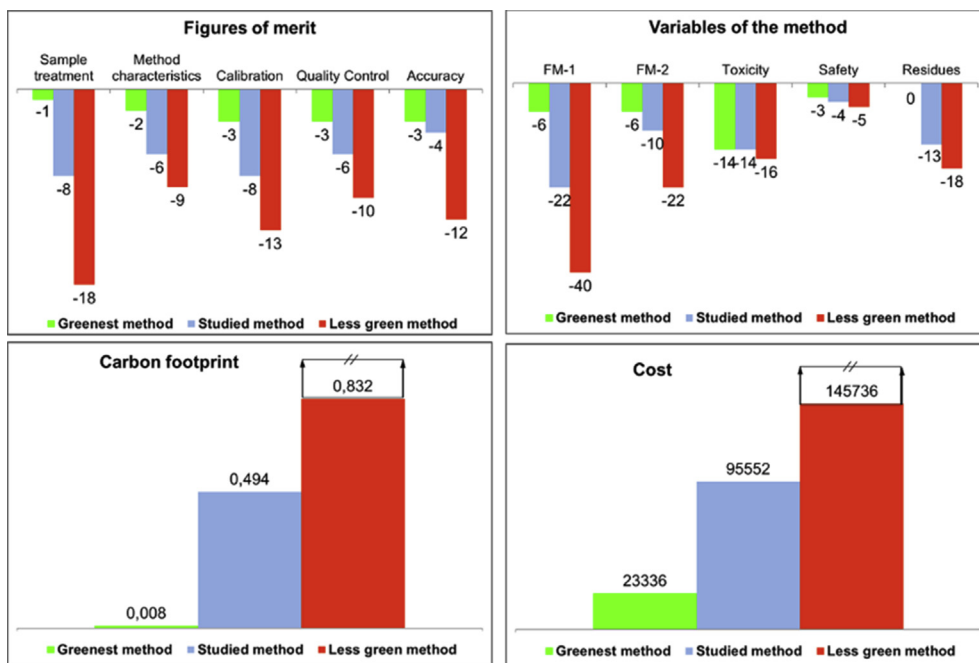 Figures of merit
Sample treatment
Method characteristics
Calibration
Quality Control
Accuracy
-1
-8
-18
-2
-6
-9
-3
-8
-13
-3
-6
-10
-3
-4
-12
Greenest method
Studied method
Less green method
Variables of the method
FM-1
FM-2
Toxicity
Safety
Residues
-6
-22
-40
-6
-10
-22
-14
-14
-16
-3
-4
-5
0
-13
-18
Greenest method
Studied method
Less green method
Carbon footprint
0,008
0,494
0,832
//
Greenest method
Studied method
Less green method
Cost
23336
95552
145736
//
Greenest method
Studied method
Less green method